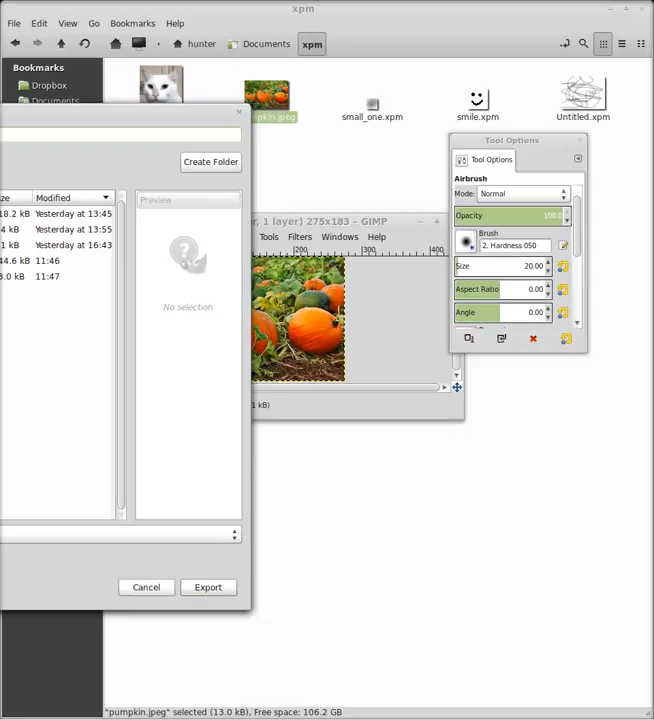 xpm
File Edit View Go Bookmarks Help
hunter Documents xpm
Bookmarks
Dropbox
Documents
pkin.jpeg small_one.xpm smile.xpm Untitled.xpm
Create Folder
ze Modified Preview
18.2 kB Yesterday at 13:45
4 kB Yesterday at 13:55
1 kB Yesterday at 16:43
44.6 kB 11:46
3.0 kB 11:47
No selection
Cancel Export
r, 1 layer) 275x183 – GIMP
Tools Filters Windows Help
200 300 400
1 kB)
Tool Options
Tool Options
Airbrush
Mode: Normal
Opacity 100.0
Brush
2. Hardness 050
Size 20.00
Aspect Ratio 0.00
Angle 0.00
"pumpkin.jpeg" selected (13.0 kB), Free space: 106.2 GB